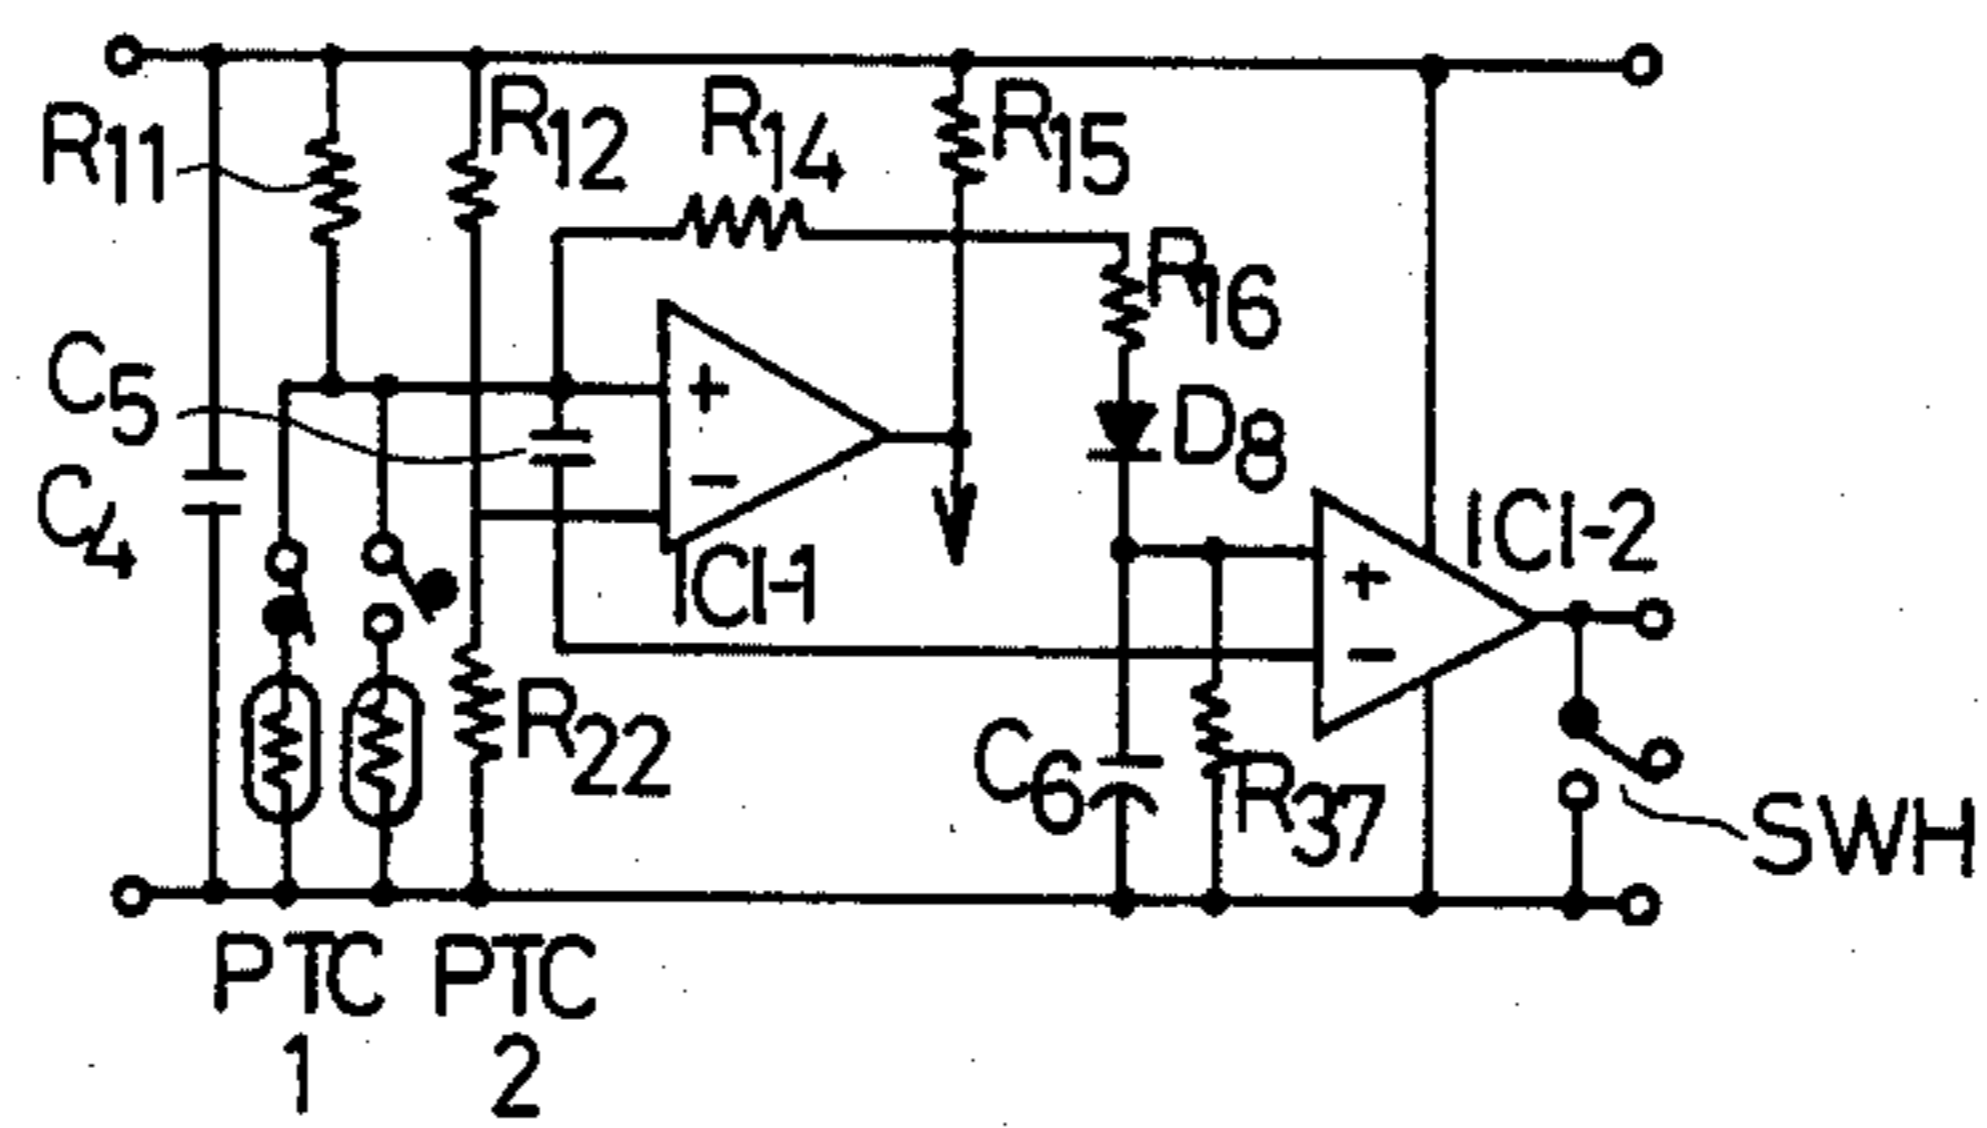 R11
R12
R14
R15
R16
C5
+
-
D8
C4
ICI-1
ICI-2
+
-
R22
C6
R37
SWH
PTC
1
PTC
2